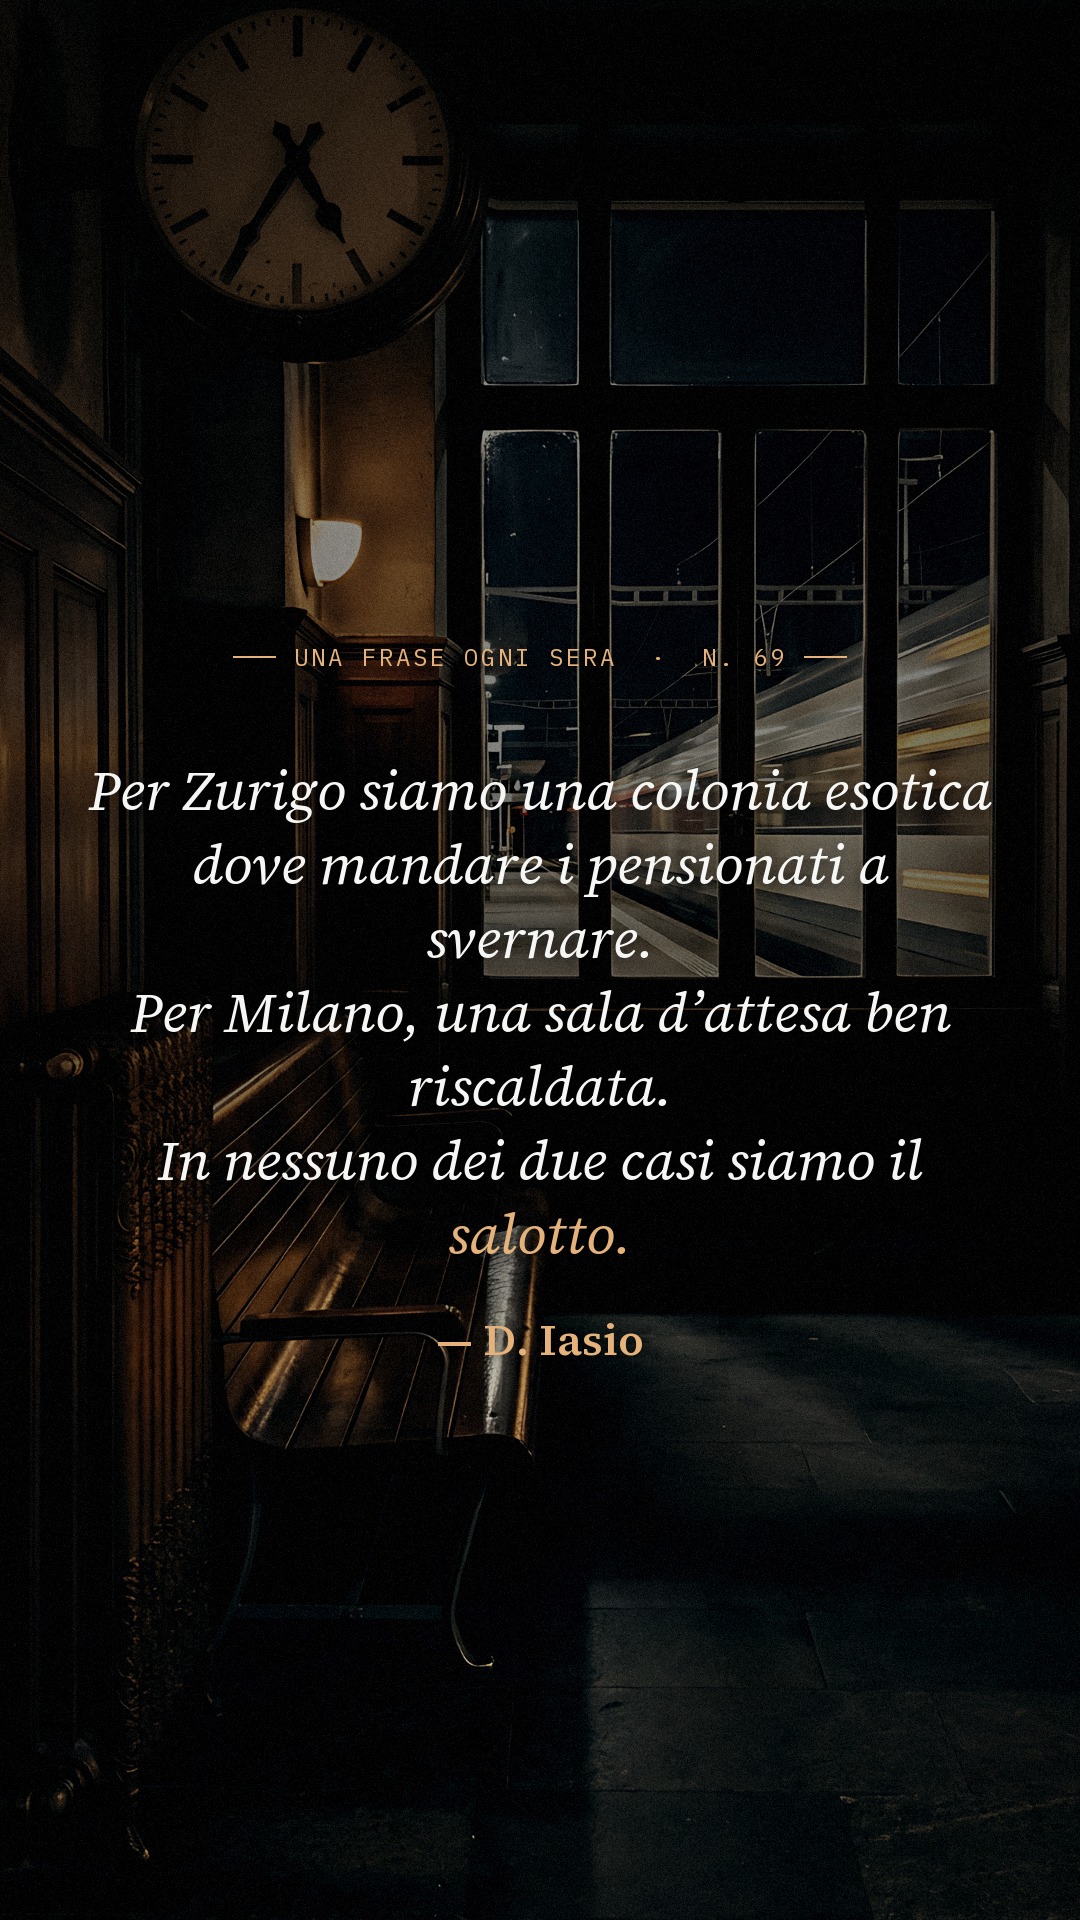 UNA FRASE OGNI SERA · N. 69
Per Zurigo siamo una colonia esotica
dove mandare i pensionati a
svernare.
Per Milano, una sala d’attesa ben
riscaldata.
In nessuno dei due casi siamo il
salotto.
— D. Iasio